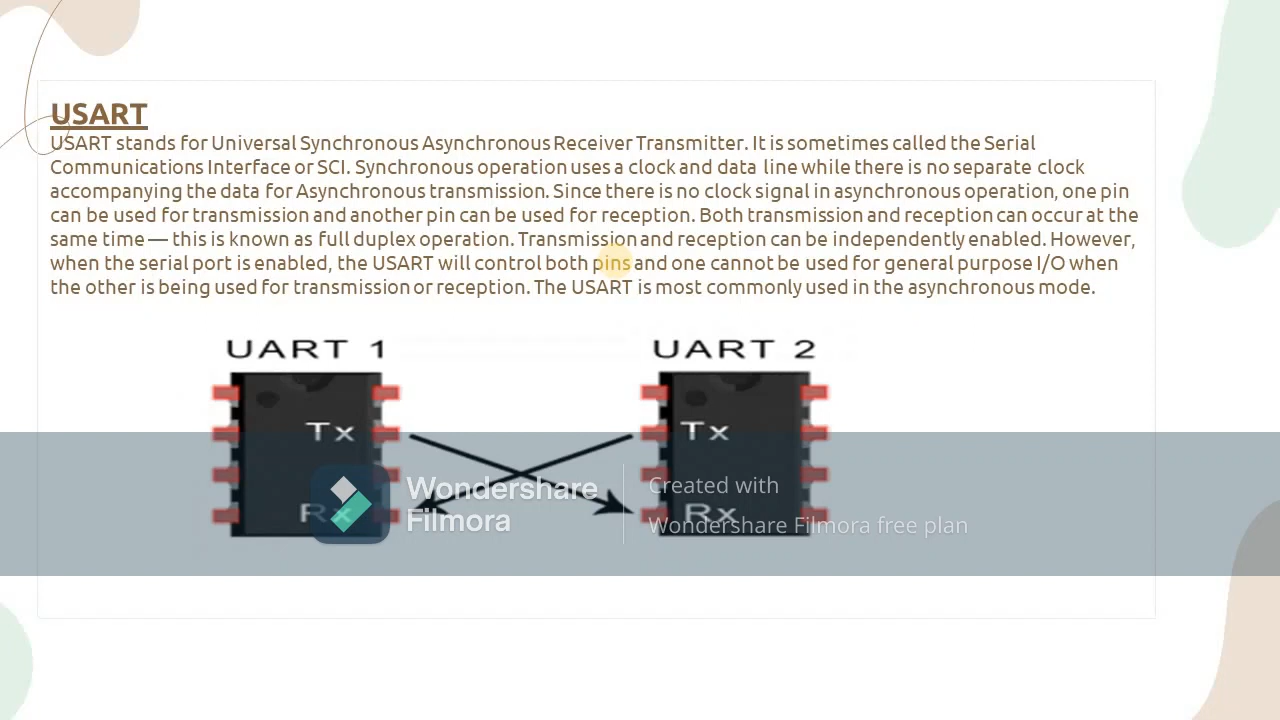 USART
USART stands for Universal Synchronous Asynchronous Receiver Transmitter. It is sometimes called the Serial
Communications Interface or SCI. Synchronous operation uses a clock and data line while there is no separate clock
accompanying the data for Asynchronous transmission. Since there is no clock signal in asynchronous operation, one pin
can be used for transmission and another pin can be used for reception. Both transmission and reception can occur at the
same time — this is known as full duplex operation. Transmission and reception can be independently enabled. However,
when the serial port is enabled, the USART will control both pins and one cannot be used for general purpose I/O when
the other is being used for transmission or reception. The USART is most commonly used in the asynchronous mode.
UART 1 UART 2
Tx Tx
Rx Rx
Wondershare
Filmora
Created with
Wondershare Filmora free plan